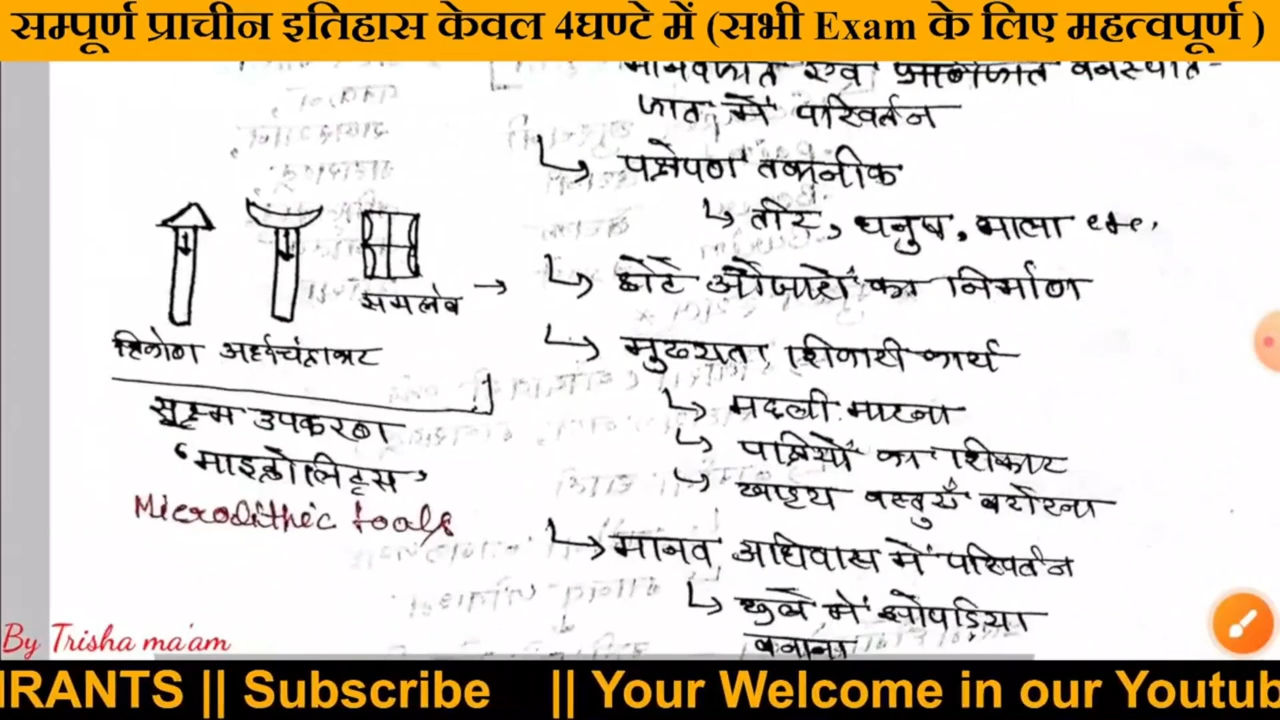 सम्पूर्ण प्राचीन इतिहास केवल 4घण्टे में (सभी Exam के लिए महत्वपूर्ण )
में परिवर्तन
प्रक्षेपण तकनीक
तीर, धनुष, भाला etc.
छोटे औजारों का निर्माण
समलंब
त्रिकोण अर्द्धचंद्राकार
मुख्यता शिकारी कार्य
सूक्ष्म उपकरण
मछली मारना
'माइक्रोलिट्स'
पक्षियों का शिकार
Microlithic tools
खाद्य वस्तुएँ बटोरना
मानव अधिवास में परिवर्तन
खुले में झोपड़िया
बनाना
By Trisha ma'am
IRANTS || Subscribe || Your Welcome in our Youtub